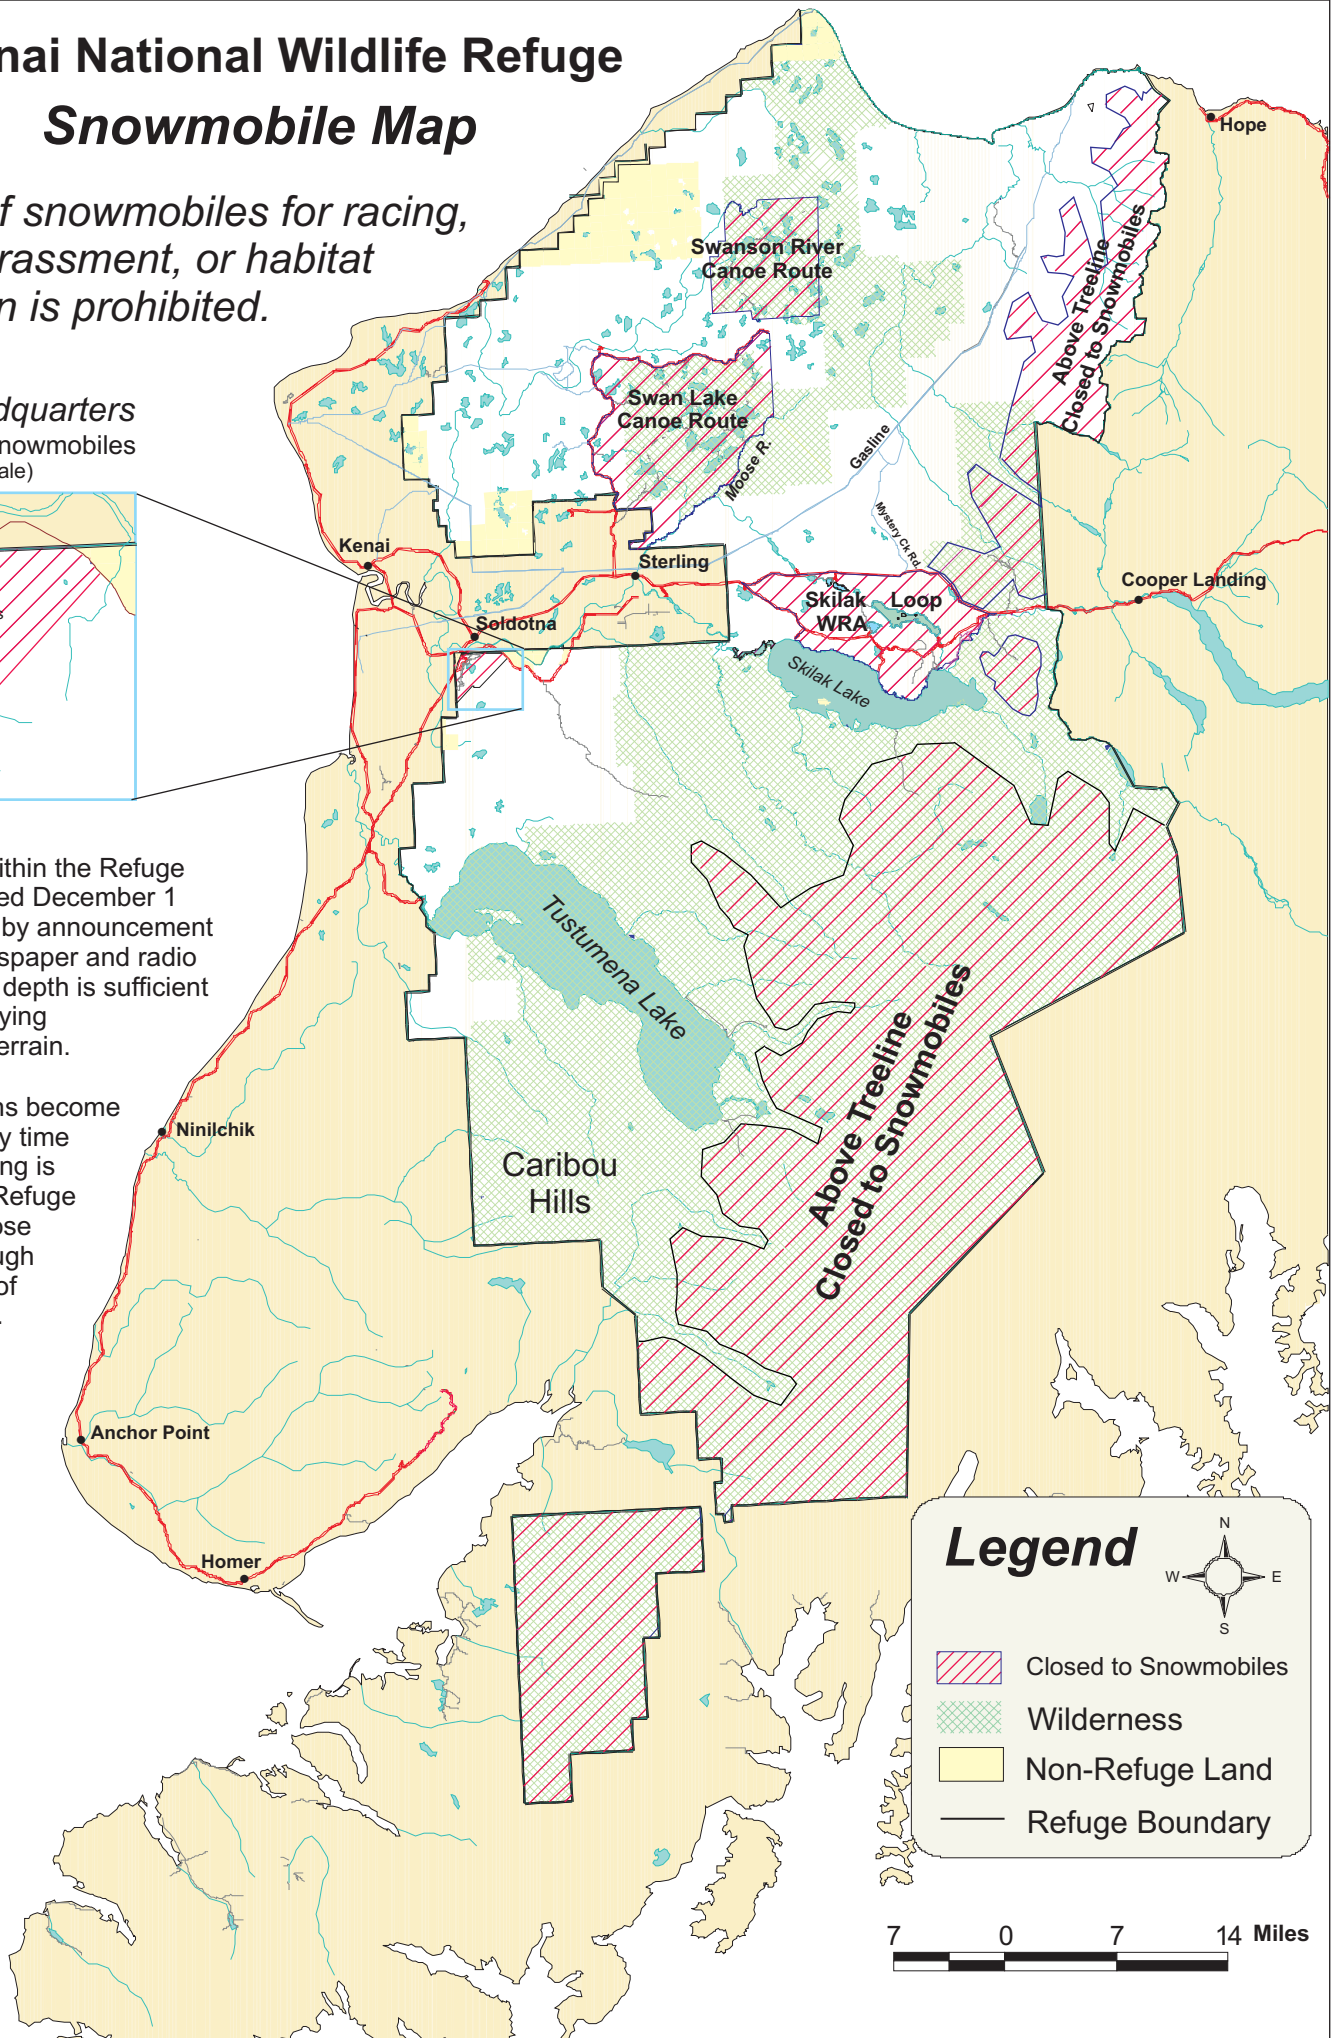 nai National Wildlife Refuge
Snowmobile Map
f snowmobiles for racing,
rassment, or habitat
n is prohibited.
dquarters
nowmobiles
ale)
s
ithin the Refuge
ed December 1
by announcement
spaper and radio
depth is sufficient
ying
errain.
ns become
y time
ng is
Refuge
ose
ugh
of
.
Hope
Swanson River
Canoe Route
Above Treeline
Closed to Snowmobiles
Swan Lake
Canoe Route
Moose R.
Gasline
Mystery Ck Rd.
Kenai
Sterling
Cooper Landing
Soldotna
Skilak Loop
WRA
Skilak Lake
Tustumena Lake
Above Treeline
Closed to Snowmobiles
Caribou
Hills
Ninilchik
Anchor Point
Homer
Legend
N
W E
S
Closed to Snowmobiles
Wilderness
Non-Refuge Land
Refuge Boundary
7 0 7 14 Miles